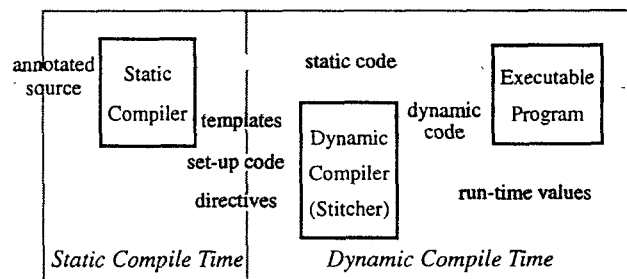 annotated
source
Static
Compiler
static code
Executable
Program
templates
set-up code
directives
Dynamic
Compiler
(Stitcher)
dynamic
code
run-time values
Static Compile Time
Dynamic Compile Time